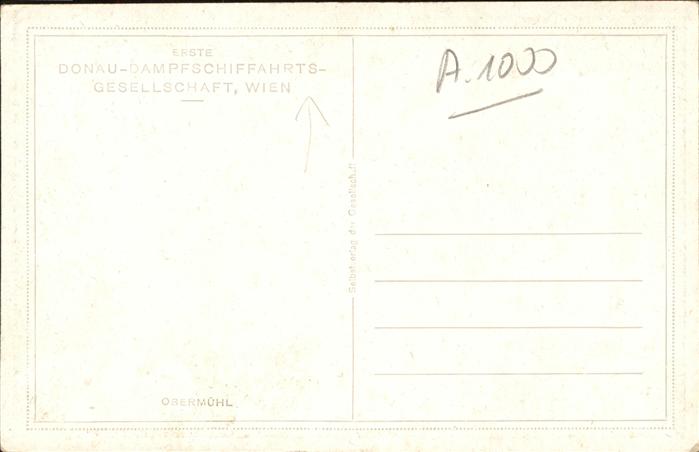 ERSTE
DONAU-DAMPFSCHIFFAHRTS-
GESELLSCHAFT, WIEN
A.1000
Selbstverlag der Gesellschaft
OBERMÜHL